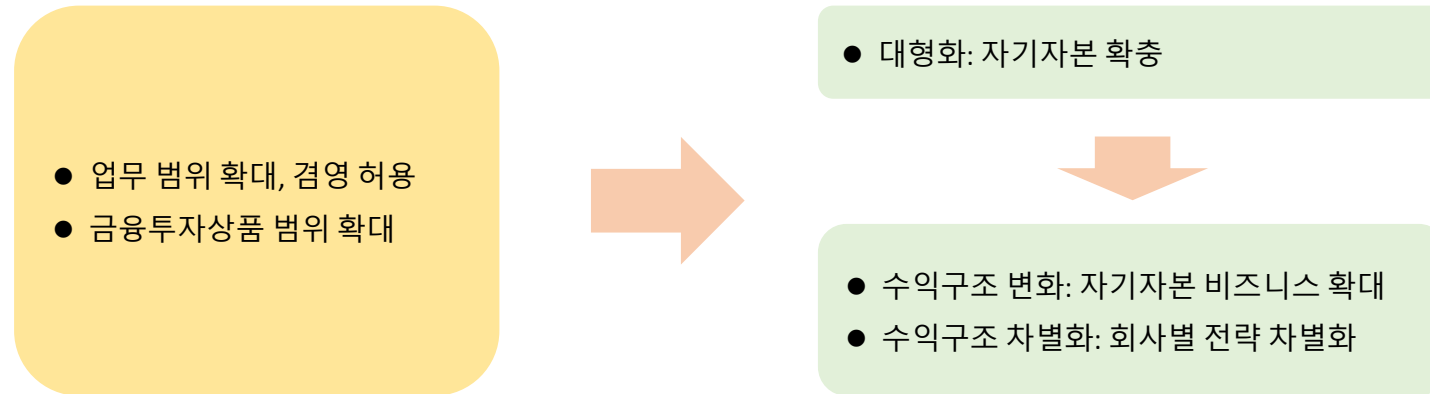 ● 업무 범위 확대, 겸영 허용
● 금융투자상품 범위 확대
● 대형화: 자기자본 확충
● 수익구조 변화: 자기자본 비즈니스 확대
● 수익구조 차별화: 회사별 전략 차별화